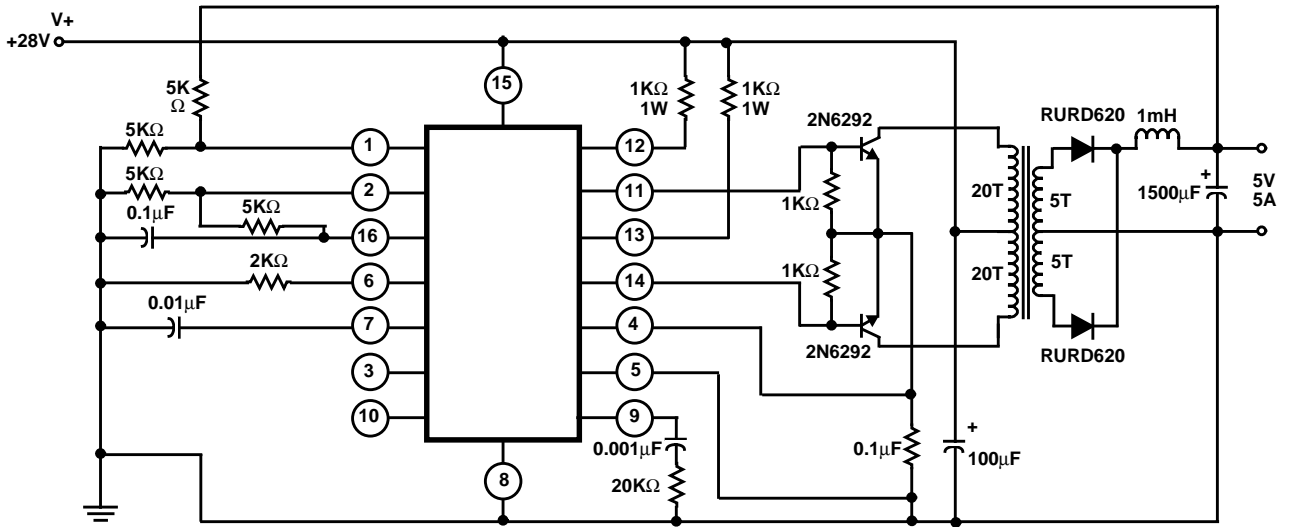 V+
+28V
5K
Ω
15
1KΩ
1W
1KΩ
1W
2N6292
RURD620
1mH
5KΩ
1
12
5KΩ
2
11
20T
5T
+
1500µF
5V
5A
0.1µF
5KΩ
1KΩ
16
13
2KΩ
6
14
1KΩ
20T
5T
0.01µF
7
4
2N6292
RURD620
3
5
10
9
0.001µF
0.1µF
+
100µF
8
20KΩ